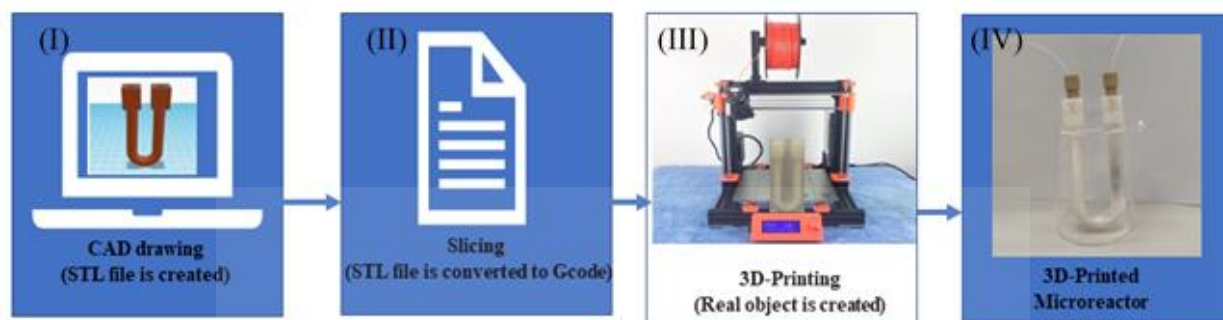 (I)
CAD drawing
(STL file is created)
(II)
Slicing
(STL file is converted to Gcode)
(III)
3D-Printing
(Real object is created)
(IV)
3D-Printed
Microreactor